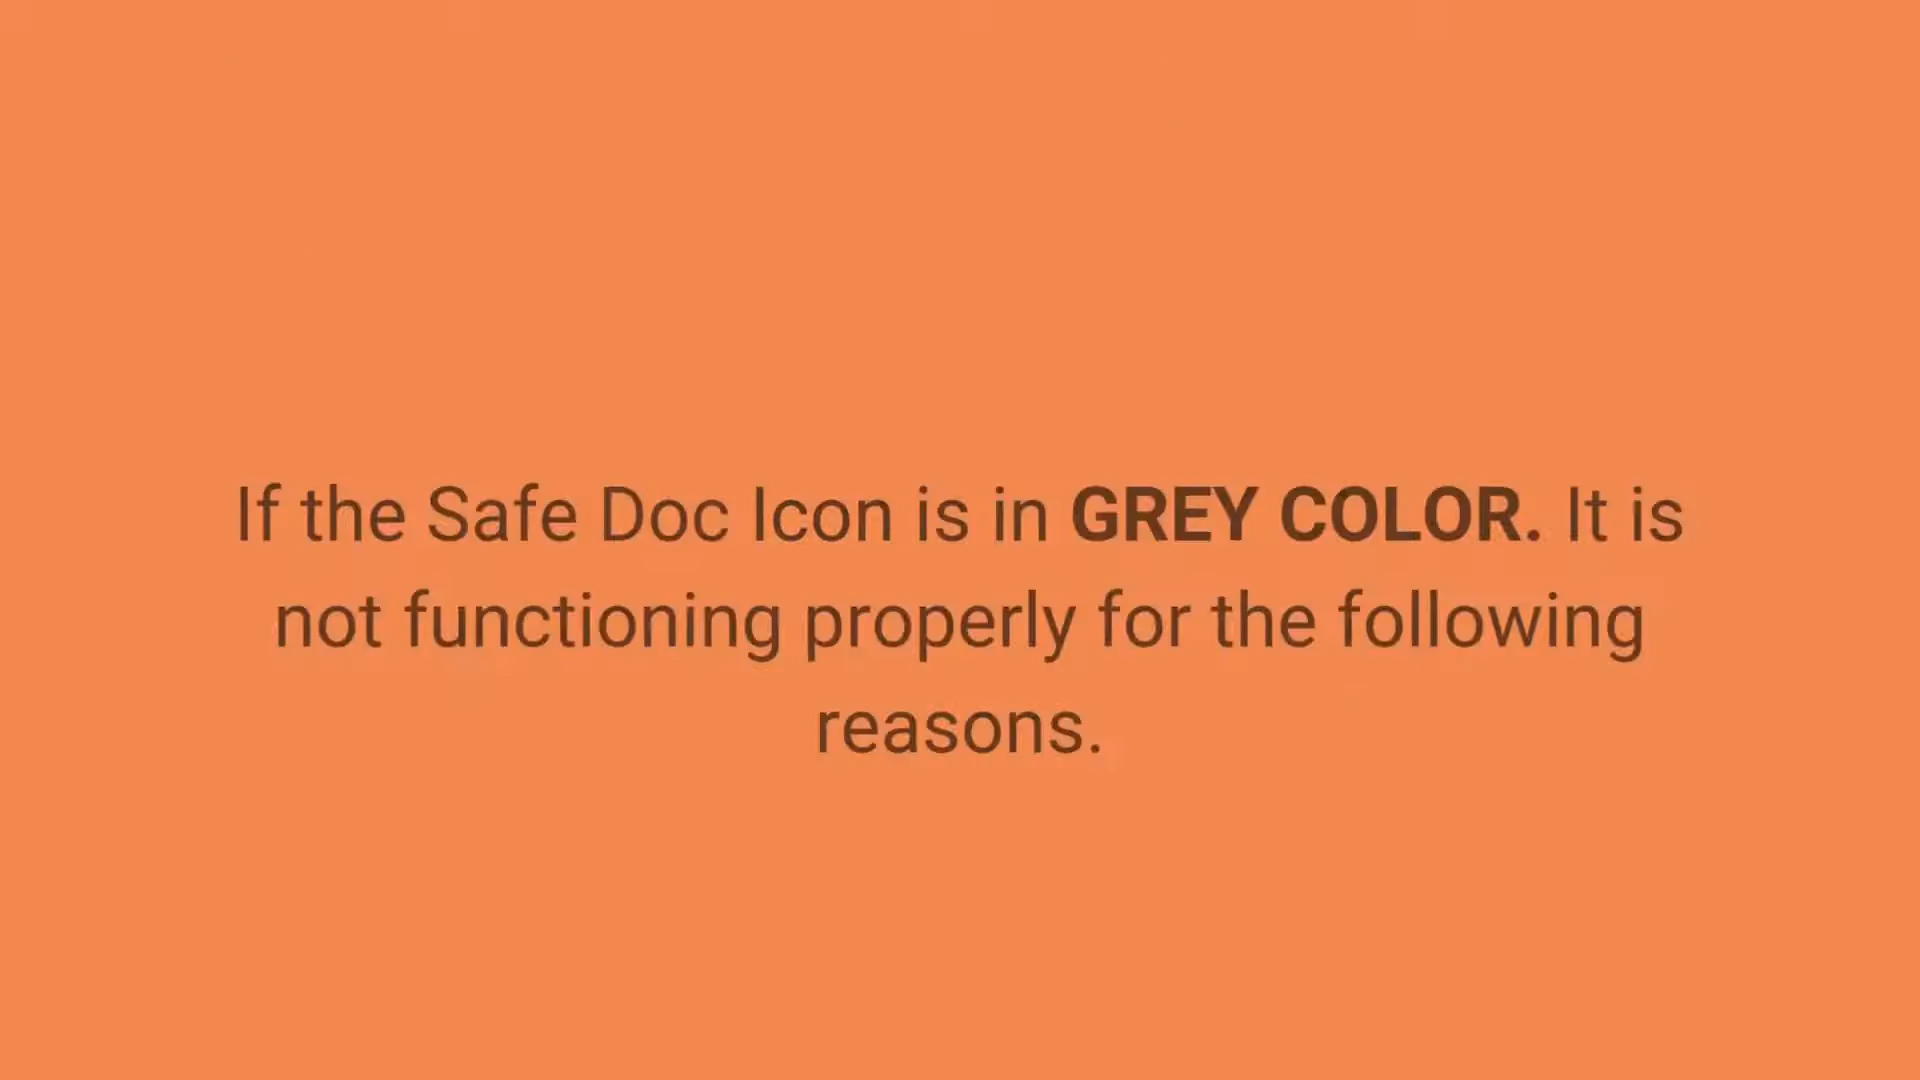 If the Safe Doc Icon is in GREY COLOR. It is
not functioning properly for the following
reasons.